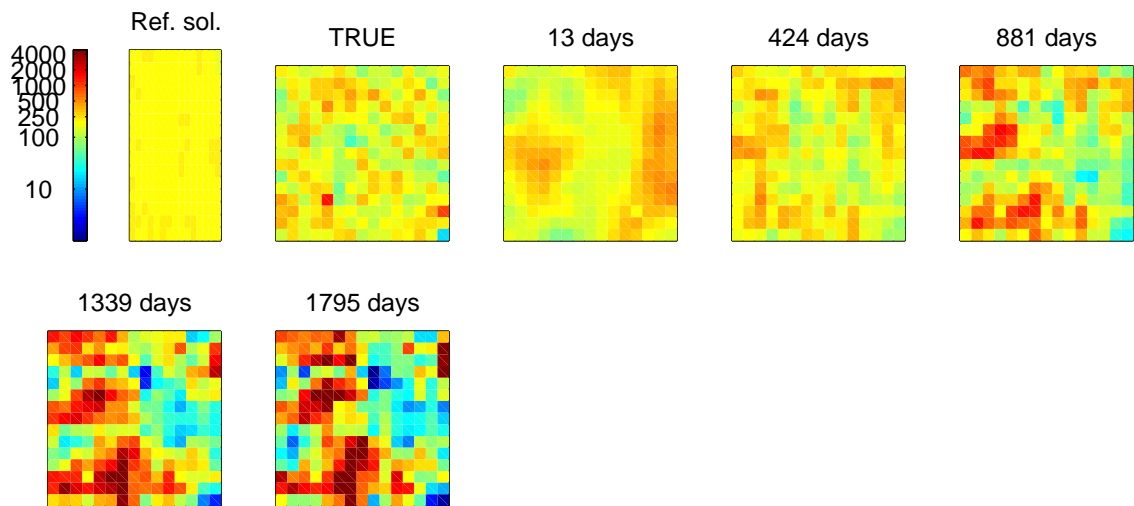 Ref. sol.
TRUE
13 days
424 days
881 days
4000
2000
1000
500
250
100
10
1339 days
1795 days